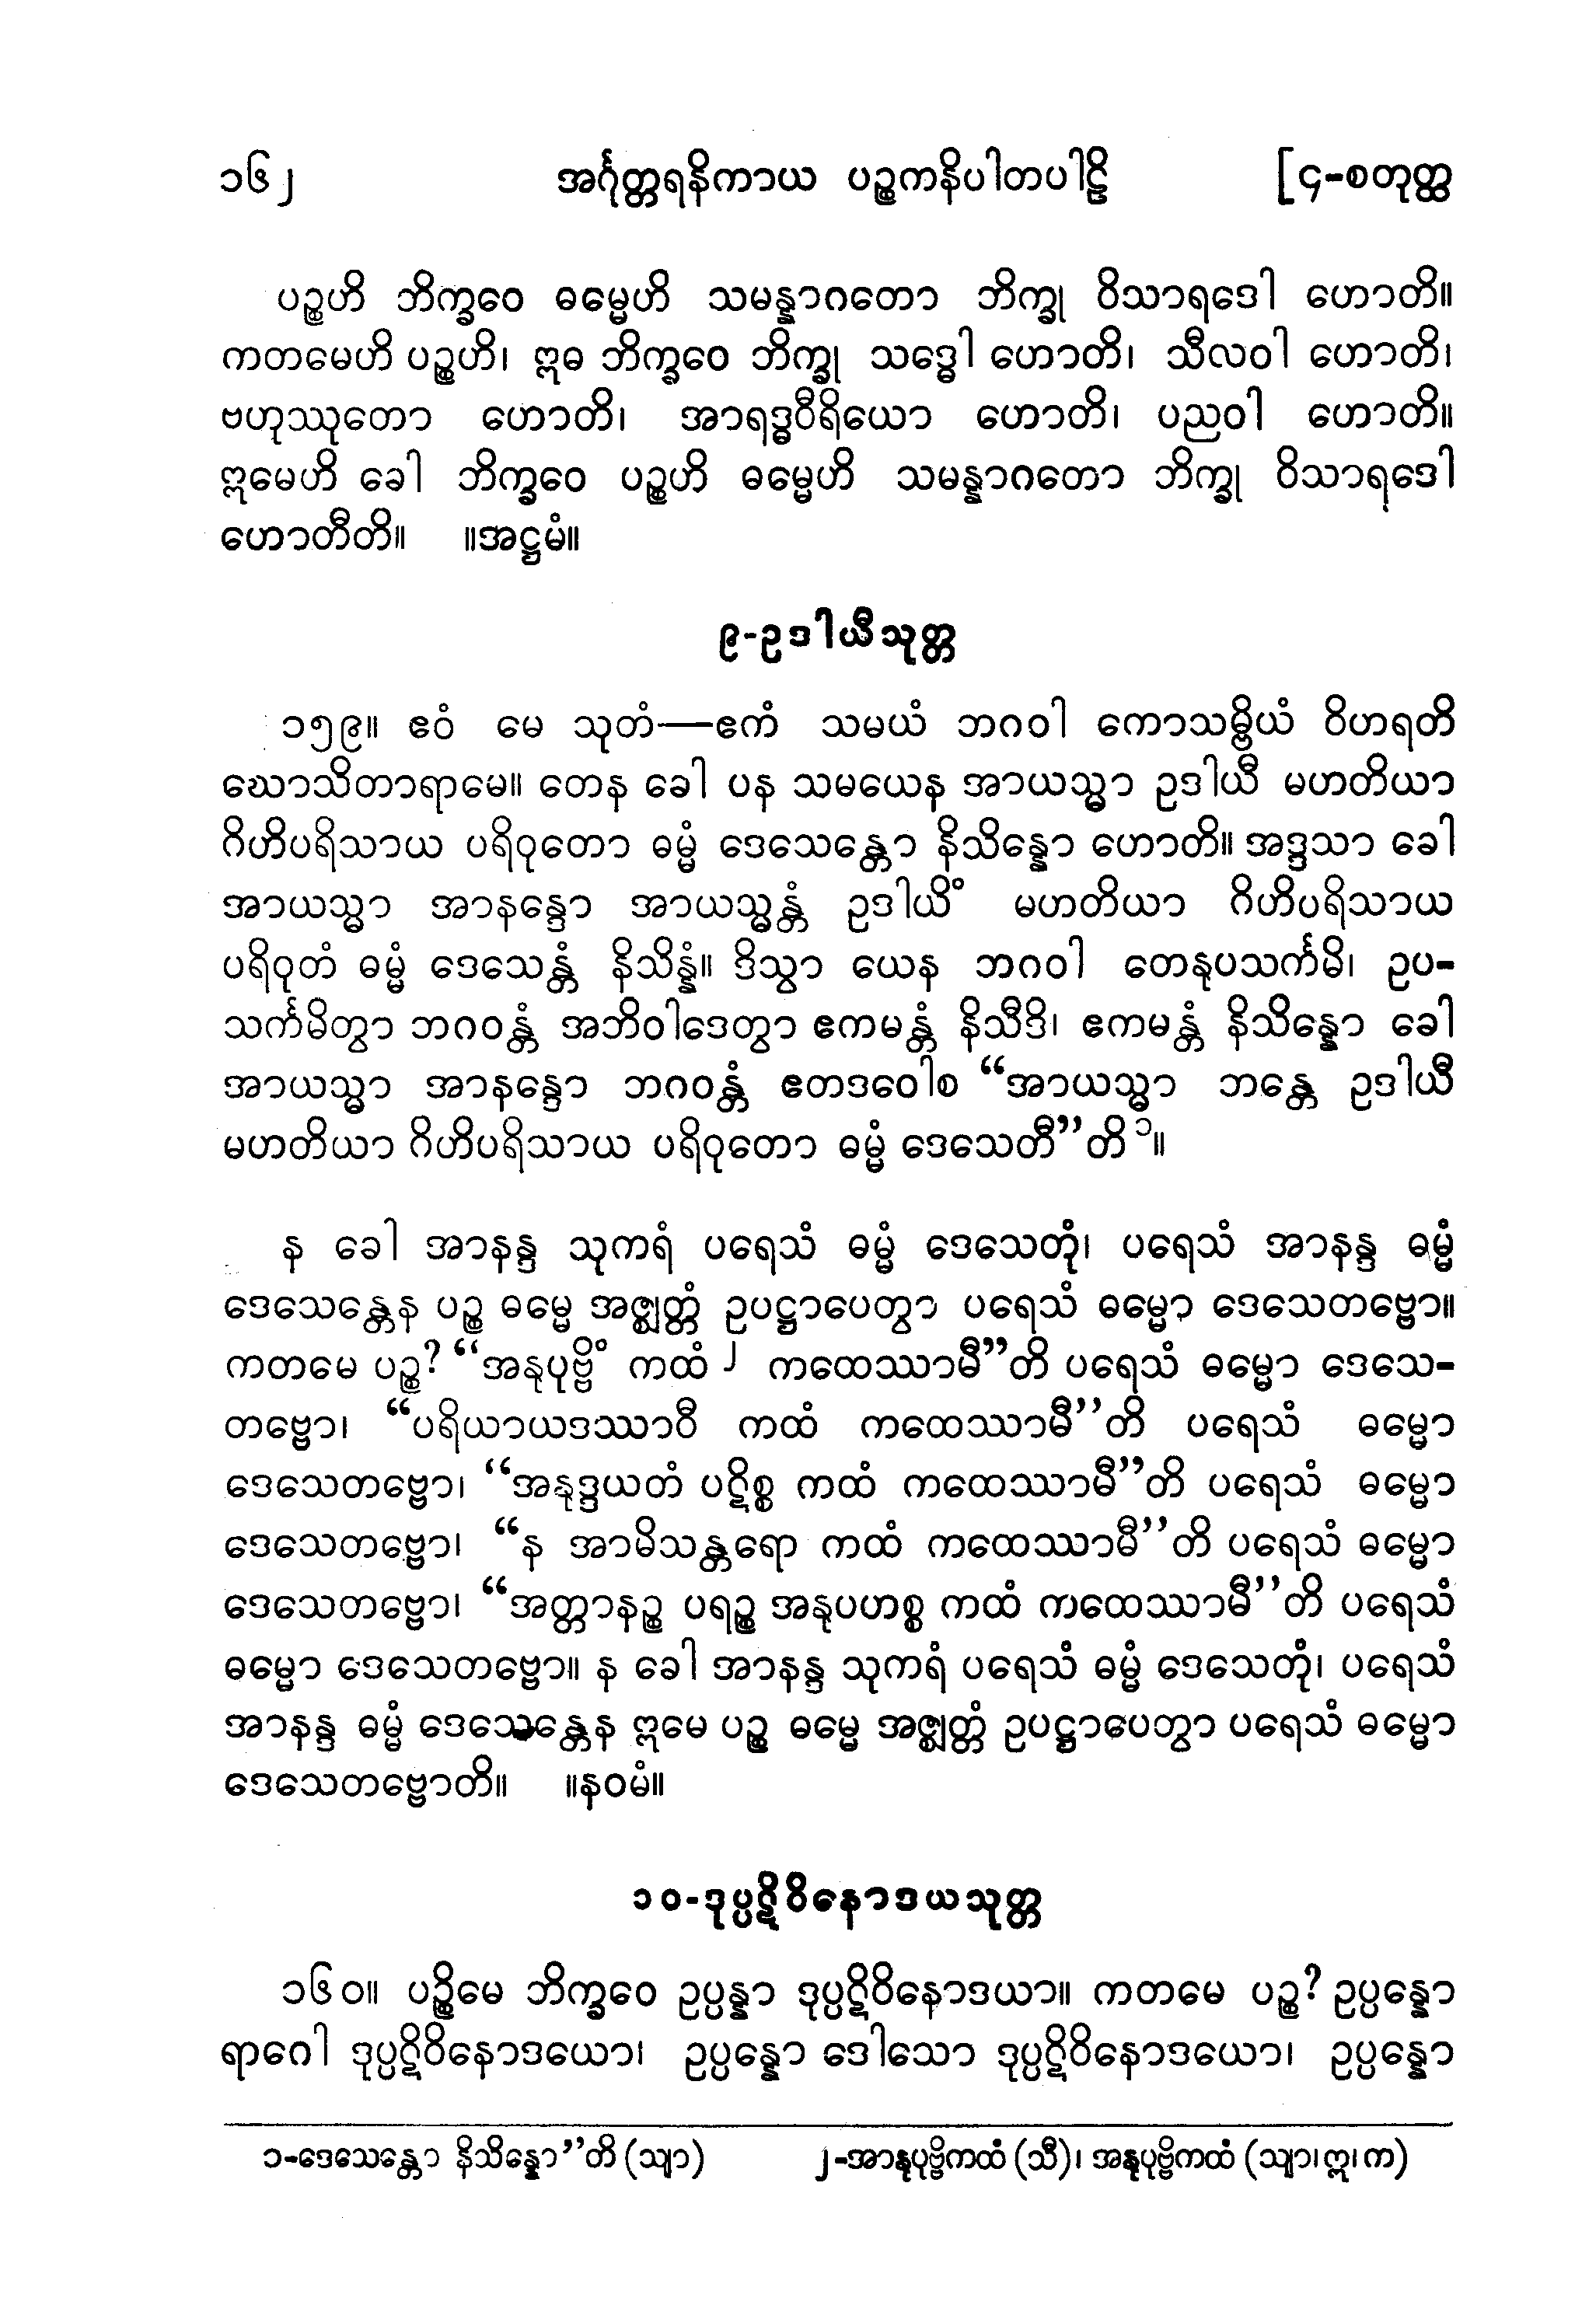 ၁၆၂ အင်္ဂုတ္တရနိကာယ ပဉ္စကနိပါတပါဠိ [၄-စတုတ္ထ
ပဉ္စဟိ ဘိက္ခဝေ ဓမ္မေဟိ သမန္နာဂတော ဘိက္ခု ဝိသာရဒေါ ဟောတိ။
ကတမေဟိ ပဉ္စဟိ၊ ဣဓ ဘိက္ခဝေ ဘိက္ခု သဒ္ဓေါ ဟောတိ၊ သီလဝါ ဟောတိ၊
ဗဟုဿုတော ဟောတိ၊ အာရဒ္ဓဝီရိယော ဟောတိ၊ ပညဝါ ဟောတိ။
ဣမေဟိ ခေါ ဘိက္ခဝေ ပဉ္စဟိ ဓမ္မေဟိ သမန္နာဂတော ဘိက္ခု ဝိသာရဒေါ
ဟောတီတိ။ ။အဋ္ဌမံ။
၉-ဥဒါယီသုတ္တ
၁၅၉။ ဧဝံ မေ သုတံ—ဧကံ သမယံ ဘဂဝါ ကောသမ္ဗိယံ ဝိဟရတိ
ဃောသိတာရာမေ။ တေန ခေါ ပန သမယေန အာယသ္မာ ဥဒါယီ မဟတိယာ
ဂိဟိပရိသာယ ပရိဝုတော ဓမ္မံ ဒေသေန္တော နိသိန္နော ဟောတိ။ အဒ္ဒသာ ခေါ
အာယသ္မာ အာနန္ဒော အာယသ္မန္တံ ဥဒါယိံ မဟတိယာ ဂိဟိပရိသာယ
ပရိဝုတံ ဓမ္မံ ဒေသေန္တံ နိသိန္နံ။ ဒိသွာ ယေန ဘဂဝါ တေနုပသင်္ကမိ၊ ဥပ-
သင်္ကမိတွာ ဘဂဝန္တံ အဘိဝါဒေတွာ ဧကမန္တံ နိသီဒိ၊ ဧကမန္တံ နိသိန္နော ခေါ
အာယသ္မာ အာနန္ဒော ဘဂဝန္တံ ဧတဒဝေါစ “အာယသ္မာ ဘန္တေ ဥဒါယီ
မဟတိယာ ဂိဟိပရိသာယ ပရိဝုတော ဓမ္မံ ဒေသေတီ”တိ ၁။
န ခေါ အာနန္ဒ သုကရံ ပရေသံ ဓမ္မံ ဒေသေတုံ၊ ပရေသံ အာနန္ဒ ဓမ္မံ
ဒေသေန္တေန ပဉ္စ ဓမ္မေ အဇ္ဈတ္တံ ဥပဋ္ဌာပေတွာ ပရေသံ ဓမ္မော ဒေသေတဗ္ဗော။
ကတမေ ပဉ္စ? “အနုပုဗ္ဗိံ ကထံ ၂ ကထေဿာမီ”တိ ပရေသံ ဓမ္မော ဒေသေ-
တဗ္ဗော၊ “ပရိယာယဒဿာဝီ ကထံ ကထေဿာမီ”တိ ပရေသံ ဓမ္မော
ဒေသေတဗ္ဗော၊ “အနုဒ္ဒယတံ ပဋိစ္စ ကထံ ကထေဿာမီ”တိ ပရေသံ ဓမ္မော
ဒေသေတဗ္ဗော၊ “န အာမိသန္တရော ကထံ ကထေဿာမီ”တိ ပရေသံ ဓမ္မော
ဒေသေတဗ္ဗော၊ “အတ္တာနဉ္စ ပရဉ္စ အနုပဟစ္စ ကထံ ကထေဿာမီ”တိ ပရေသံ
ဓမ္မော ဒေသေတဗ္ဗော။ န ခေါ အာနန္ဒ သုကရံ ပရေသံ ဓမ္မံ ဒေသေတုံ၊ ပရေသံ
အာနန္ဒ ဓမ္မံ ဒေသေန္တေန ဣမေ ပဉ္စ ဓမ္မေ အဇ္ဈတ္တံ ဥပဋ္ဌာပေတွာ ပရေသံ ဓမ္မော
ဒေသေတဗ္ဗောတိ။ ။နဝမံ။
၁၀-ဒုပ္ပဋိဝိနောဒယသုတ္တ
၁၆၀။ ပဉ္စိမေ ဘိက္ခဝေ ဥပ္ပန္နာ ဒုပ္ပဋိဝိနောဒယာ။ ကတမေ ပဉ္စ? ဥပ္ပန္နော
ရာဂေါ ဒုပ္ပဋိဝိနောဒယော၊ ဥပ္ပန္နော ဒေါသော ဒုပ္ပဋိဝိနောဒယော၊ ဥပ္ပန္နော
၁-ဒေသေန္တော နိသိန္နော”တိ (သျာ) ၂-အာနုပုဗ္ဗိကထံ (သီ)၊ အနုပုဗ္ဗိကထံ (သျာ၊ ဣ၊ က)